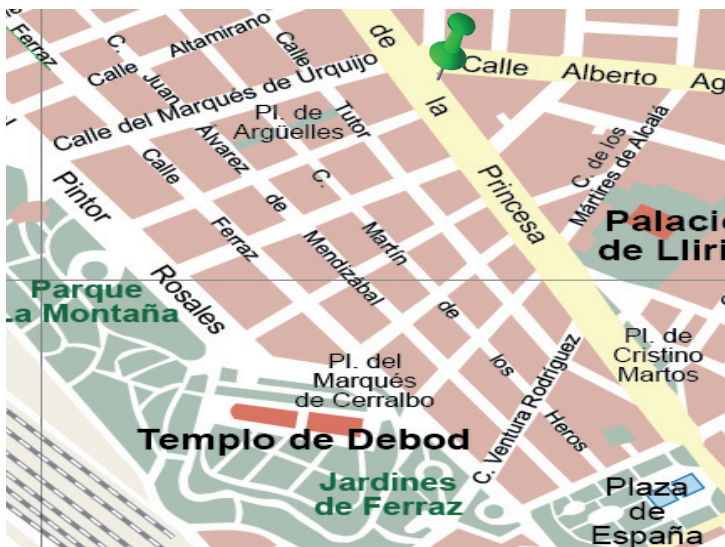 Ferraz
C.
Juan
Álvarez
de
Mendizábal
Altamirano
Calle
Calle
Tutor
de
la
Princesa
Calle Alberto Ag
Calle del Marqués de Urquijo
Pl. de
Argüelles
C. de los
Mártires de Alcalá
Calle
Ferraz
C.
Martín
de
los
Heros
Pintor
Rosales
Palaci
de Liri
Parque
La Montaña
Pl. de
Cristino
Martos
Pl. del
Marqués
de Cerralbo
C. Ventura Rodríguez
Templo de Debod
Jardines
de Ferraz
Plaza
de
España